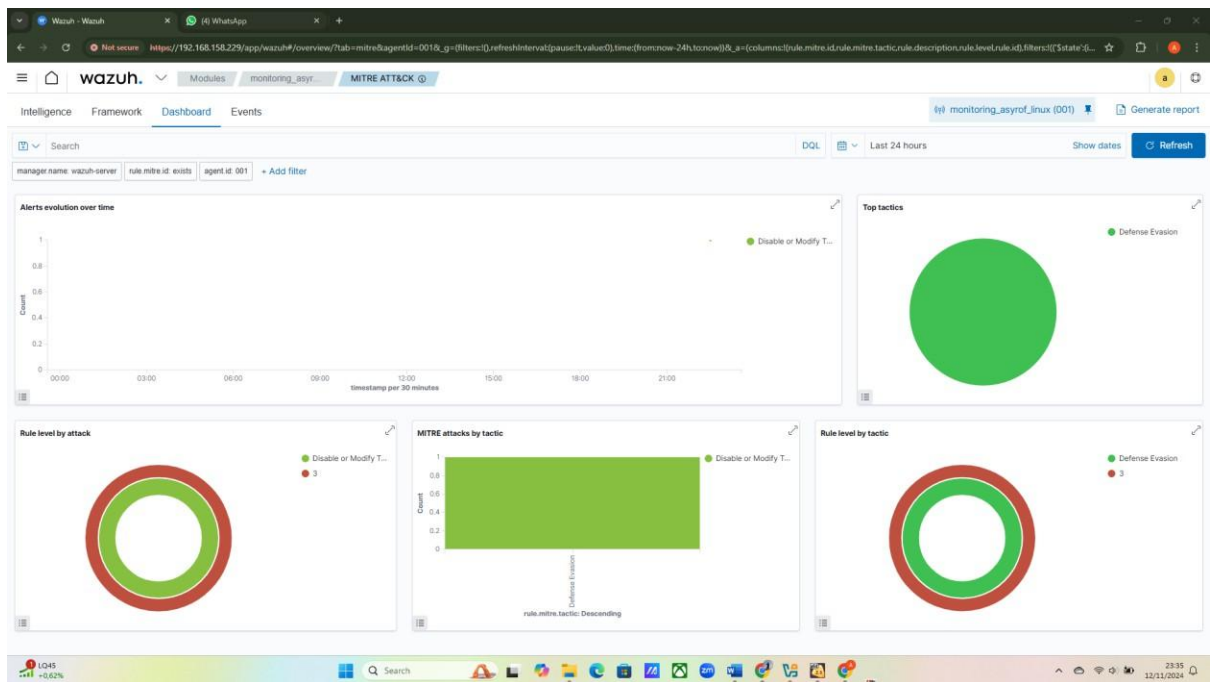 Wazuh - Wazuh
(4) WhatsApp
Not secure https://192.168.158.229/app/wazuh#/overview/?tab=mitre&agentId=001&_g=(filters:!(),refreshInterval:(pause:!t,value:0),time:(from:now-24h,to:now))&_a=(columns:!(rule.mitre.id,rule.mitre.tactic,rule.description,rule.level,rule.id),filters:!(('$state':(i...
wazuh. Modules monitoring_asyr... MITRE ATT&CK a
Intelligence Framework Dashboard Events monitoring_asyrof_linux (001) Generate report
Search DQL Last 24 hours Show dates Refresh
manager.name: wazuh-server rule.mitre.id: exists agent.id: 001 + Add filter
Alerts evolution over time
Disable or Modify T...
1
0.8
0.6
0.4
0.2
0
Count
00:00 03:00 06:00 09:00 12:00 15:00 18:00 21:00
timestamp per 30 minutes
Top tactics
Defense Evasion
Rule level by attack
Disable or Modify T...
3
MITRE attacks by tactic
Disable or Modify T...
1
0.8
0.6
0.4
0.2
0
Count
Defense Evasion
rule.mitre.tactic: Descending
Rule level by tactic
Defense Evasion
3
1
LQ45
+0,62%
Search
zm
23:35
12/11/2024